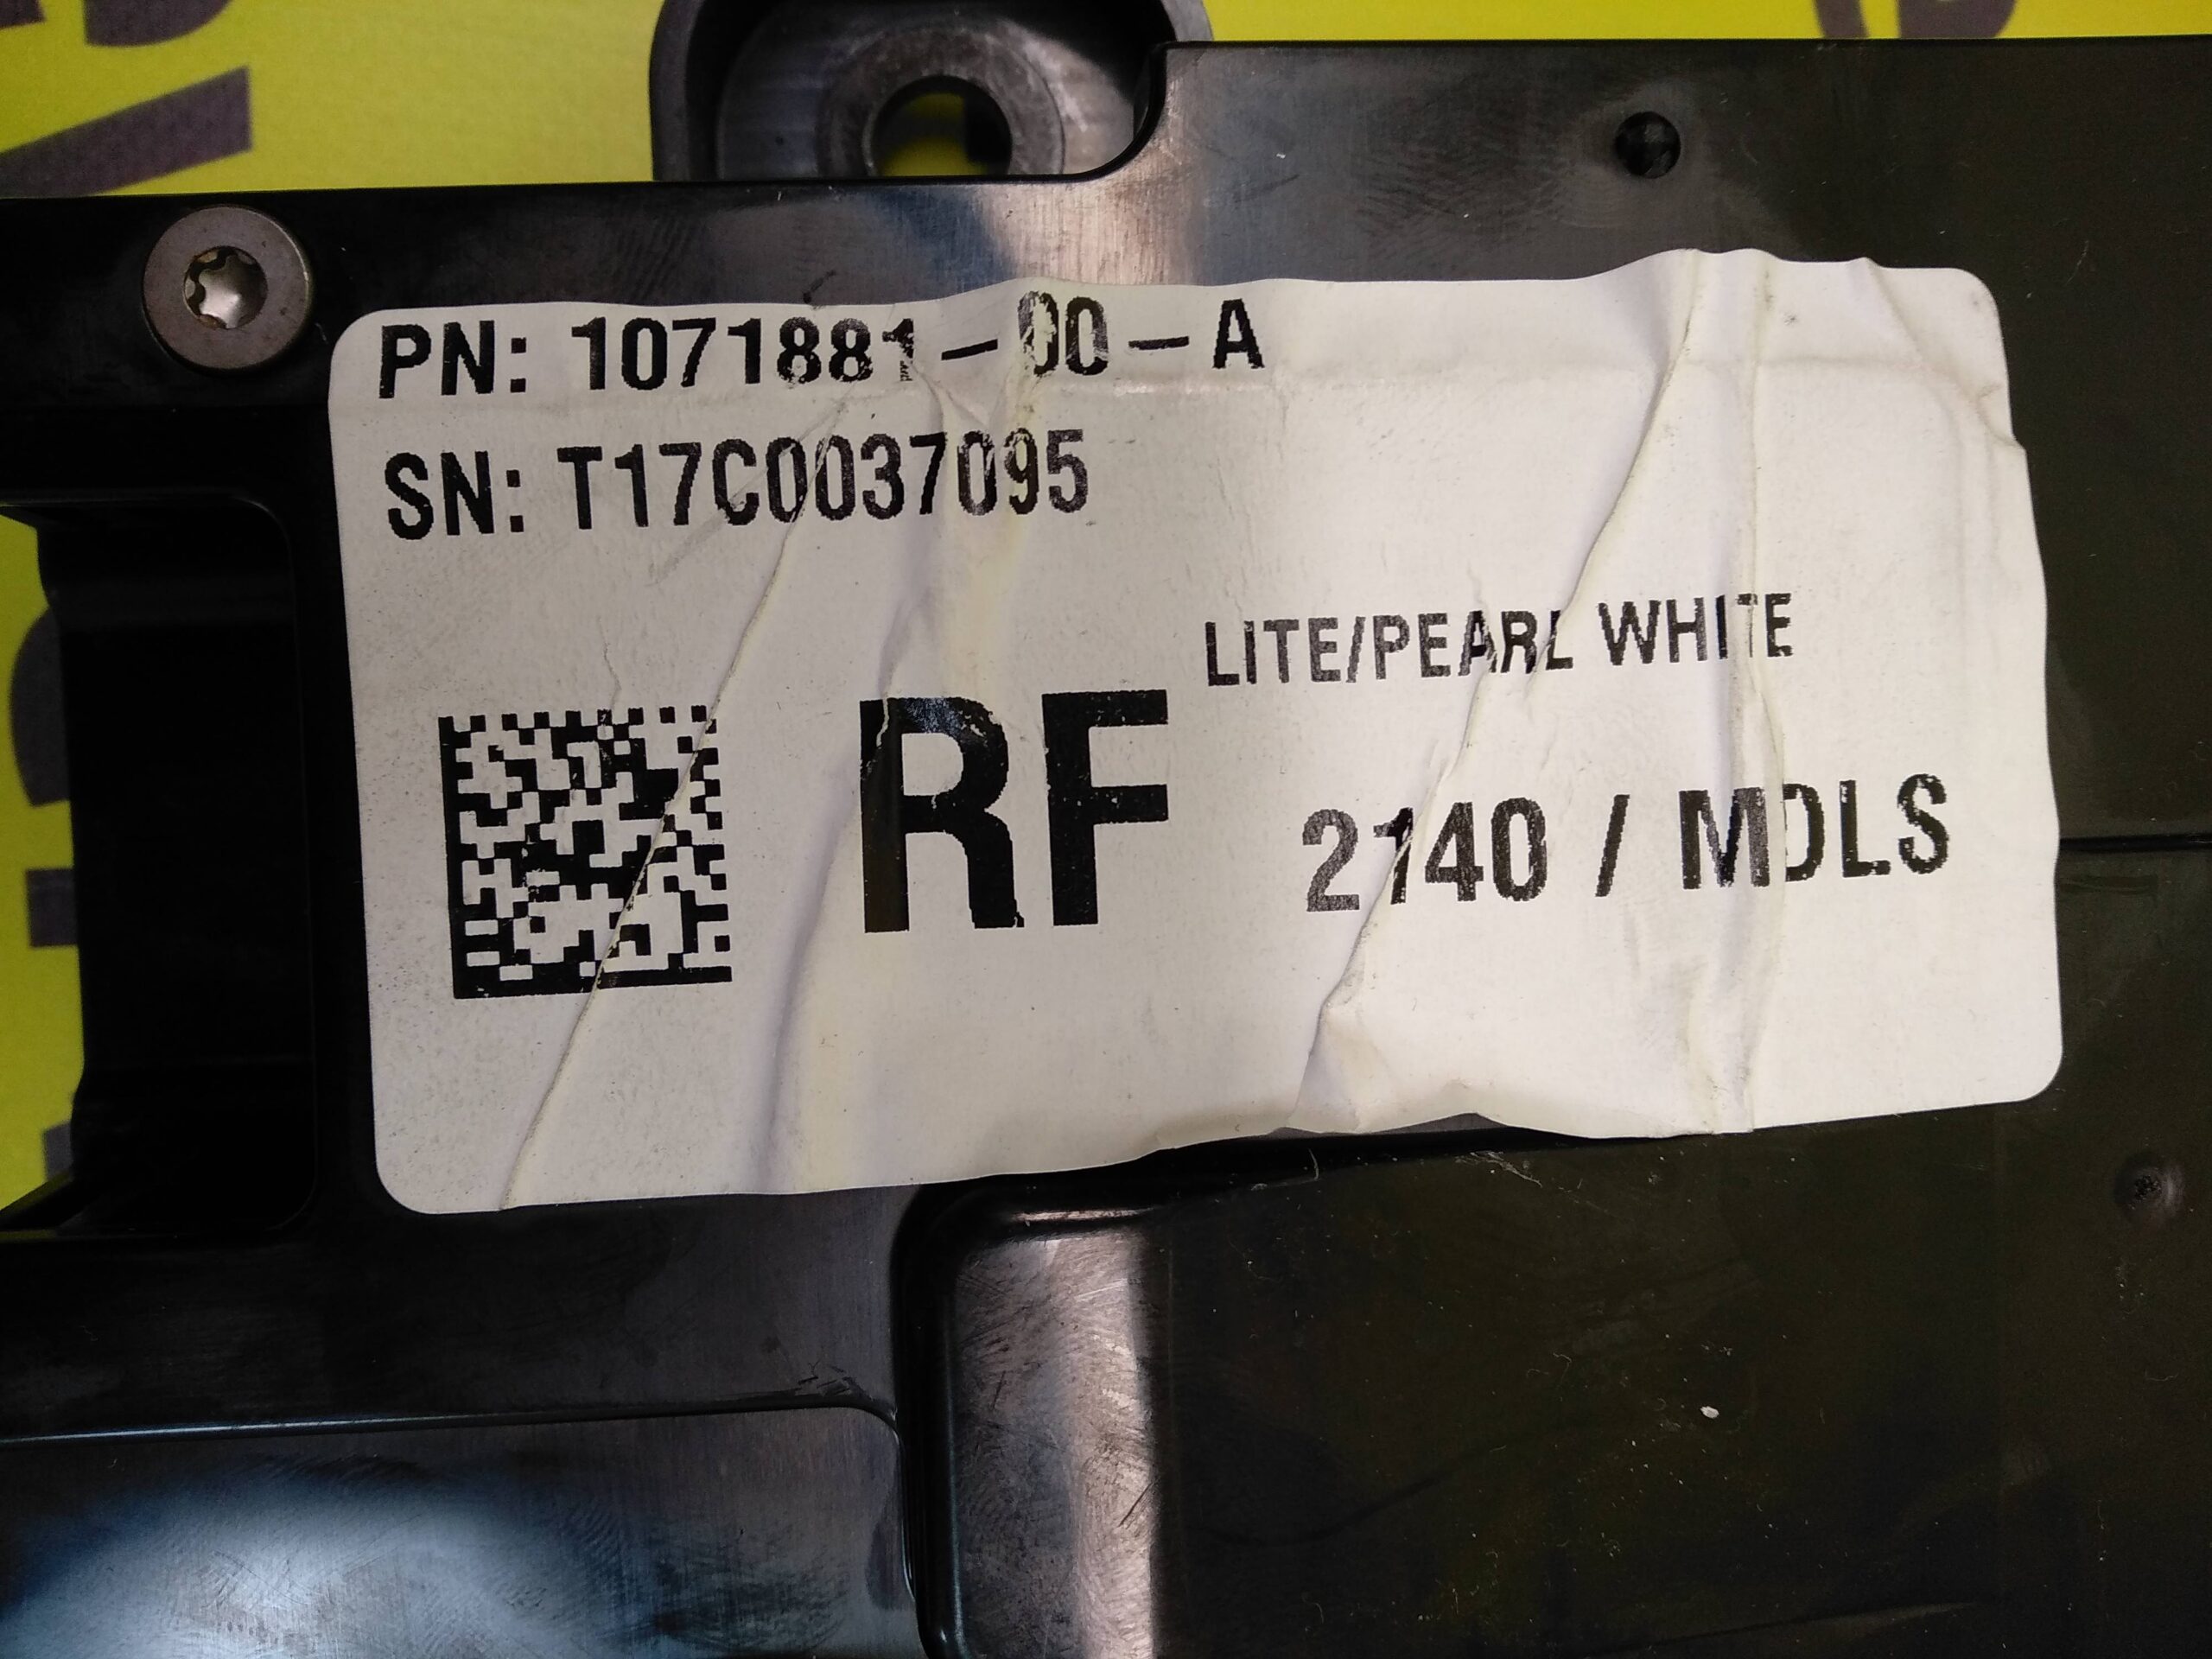 PN: 1071881-00-A
SN: T17C0037095
LITE/PEARL WHITE
RF
2140 / MDLS